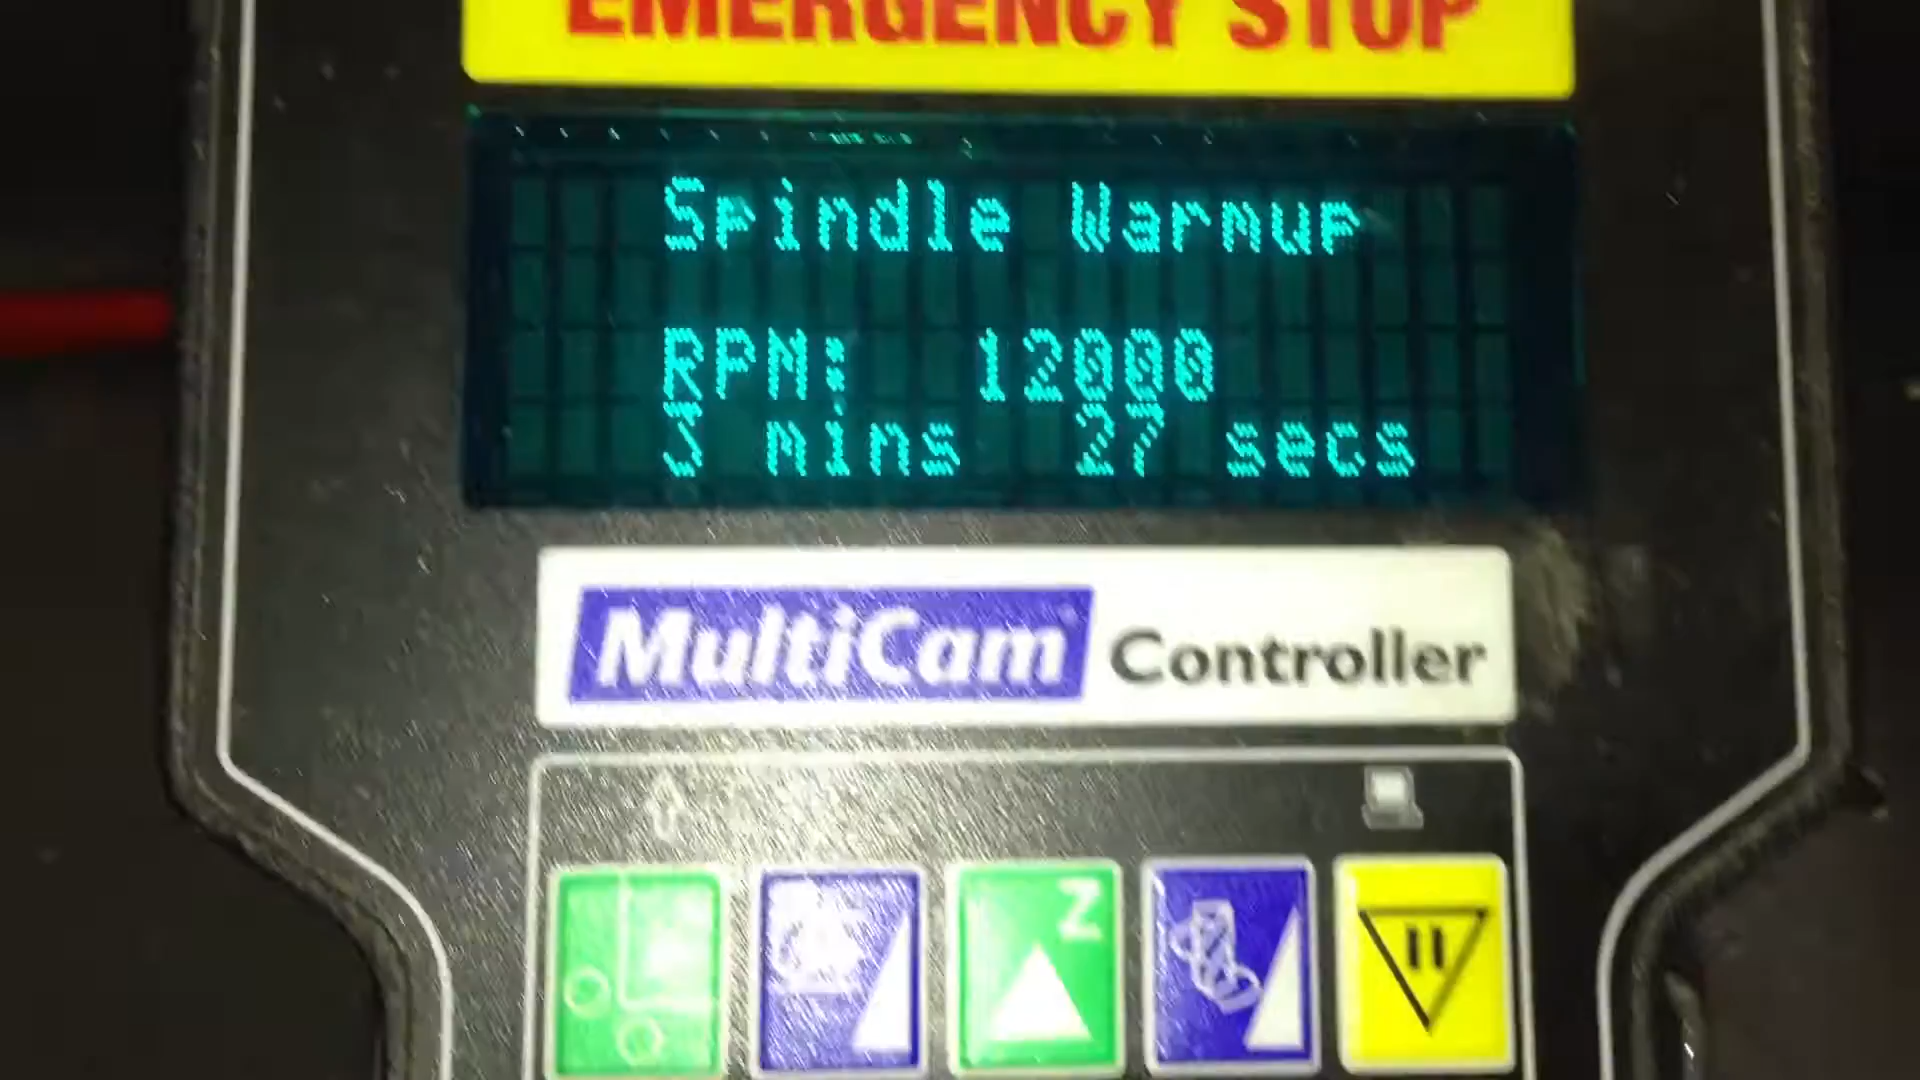 EMERGENCY STOP
Spindle Warmup
RPM: 12000
3 mins 27 secs
MultiCam Controller
Z